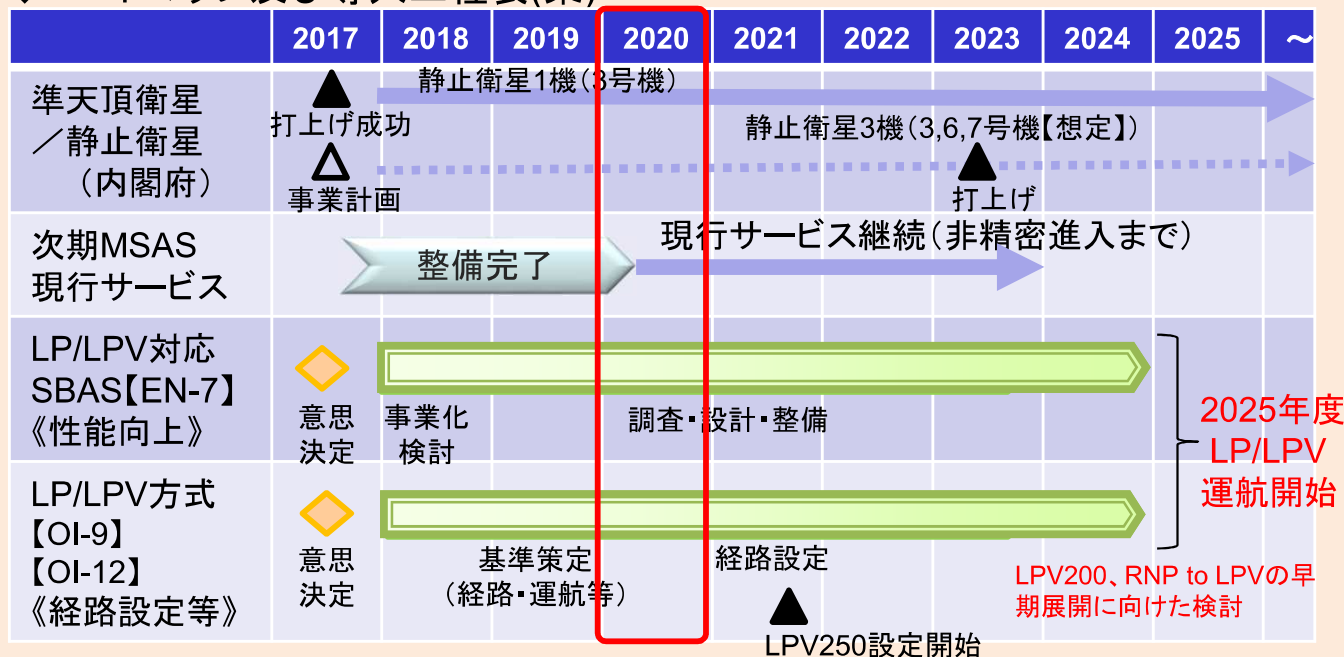 2017 2018 2019 2020 2021 2022 2023 2024 2025 ～
準天頂衛星
／静止衛星
（内閣府）
静止衛星1機（3号機）
打上げ成功
静止衛星3機（3,6,7号機【想定】）
事業計画
打上げ
次期MSAS
現行サービス
整備完了
現行サービス継続（非精密進入まで）
LP/LPV対応
SBAS【EN-7】
《性能向上》
意思
決定
事業化
検討
調査・設計・整備
LP/LPV方式
【OI-9】
【OI-12】
《経路設定等》
意思
決定
基準策定
（経路・運航等）
経路設定
LPV250設定開始
2025年度
LP/LPV
運航開始
LPV200、RNP to LPVの早
期展開に向けた検討